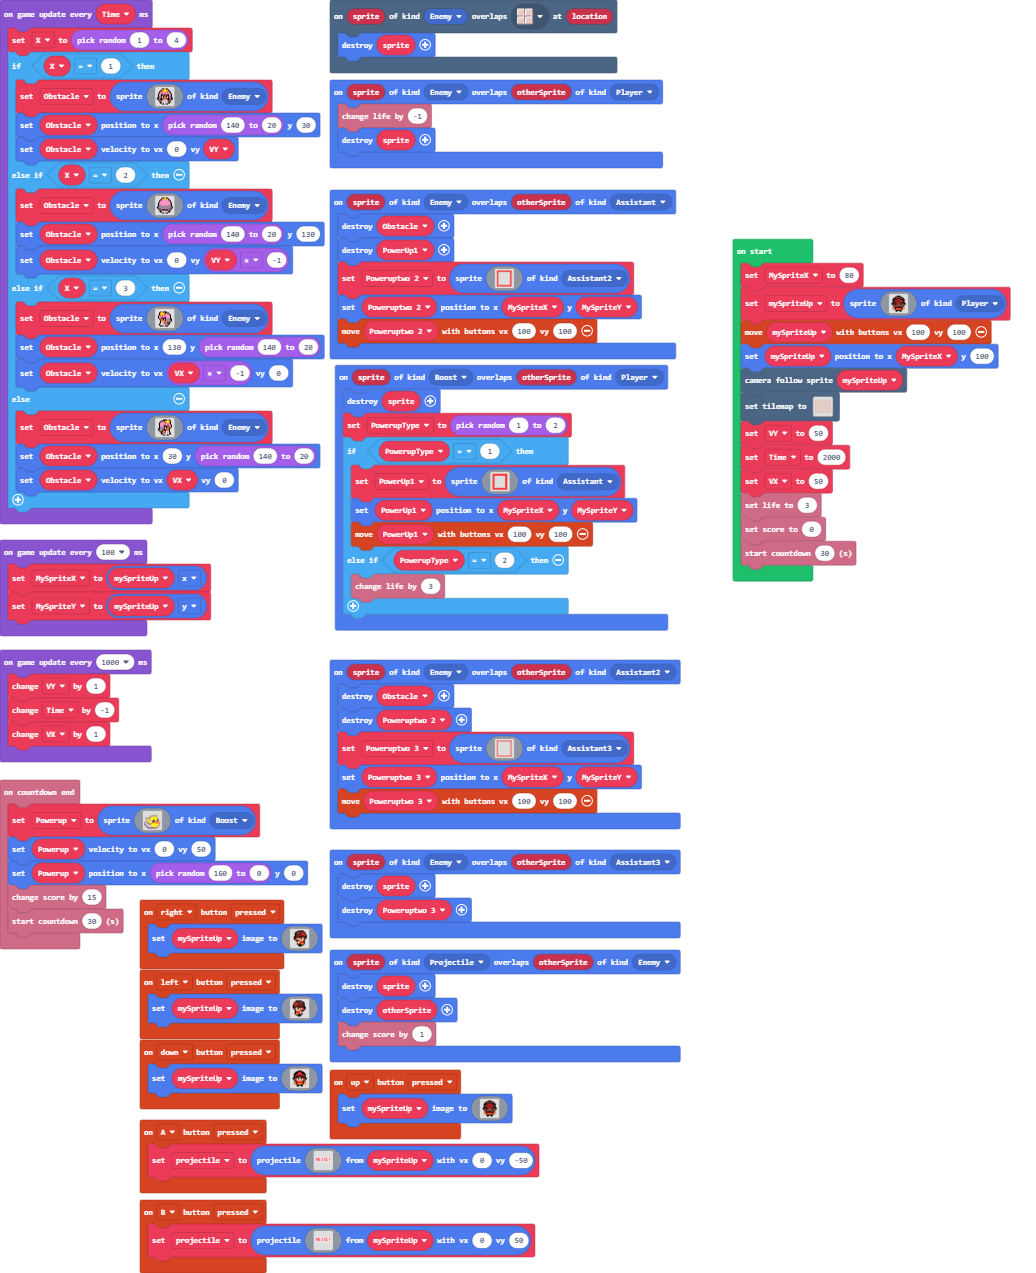 on game update every Time ms
set X to pick random 1 to 4
if X = 1 then
set Obstacle to sprite of kind Enemy
set Obstacle position to x pick random 140 to 20 y 30
set Obstacle velocity to vx 0 vy VY
else if X = 2 then
set Obstacle to sprite of kind Enemy
set Obstacle position to x pick random 140 to 20 y 130
set Obstacle velocity to vx 0 vy VY × -1
else if X = 3 then
set Obstacle to sprite of kind Enemy
set Obstacle position to x 130 y pick random 140 to 20
set Obstacle velocity to vx VX × -1 vy 0
else
set Obstacle to sprite of kind Enemy
set Obstacle position to x 30 y pick random 140 to 20
set Obstacle velocity to vx VX vy 0
on game update every 100 ms
set MySpriteX to mySpriteUp x
set MySpriteY to mySpriteUp y
on game update every 1000 ms
change VY by 1
change Time by -1
change VX by 1
on countdown end
set Powerup to sprite of kind Boost
set Powerup velocity to vx 0 vy 50
set Powerup position to x pick random 160 to 0 y 0
change score by 15
start countdown 30 (s)
on right button pressed
set mySpriteUp image to
on left button pressed
set mySpriteUp image to
on down button pressed
set mySpriteUp image to
on A button pressed
set projectile to projectile from mySpriteUp with vx 0 vy -50
on B button pressed
set projectile to projectile from mySpriteUp with vx 0 vy 50
on sprite of kind Enemy overlaps at location
destroy sprite
on sprite of kind Enemy overlaps otherSprite of kind Player
change life by -1
destroy sprite
on sprite of kind Enemy overlaps otherSprite of kind Assistant
destroy Obstacle
destroy PowerUp1
set Poweruptwo 2 to sprite of kind Assistant2
set Poweruptwo 2 position to x MySpriteX y MySpriteY
move Poweruptwo 2 with buttons vx 100 vy 100
on sprite of kind Boost overlaps otherSprite of kind Player
destroy sprite
set PowerupType to pick random 1 to 2
if PowerupType = 1 then
set PowerUp1 to sprite of kind Assistant
set PowerUp1 position to x MySpriteX y MySpriteY
move PowerUp1 with buttons vx 100 vy 100
else if PowerupType = 2 then
change life by 3
on sprite of kind Enemy overlaps otherSprite of kind Assistant2
destroy Obstacle
destroy Poweruptwo 2
set Poweruptwo 3 to sprite of kind Assistant3
set Poweruptwo 3 position to x MySpriteX y MySpriteY
move Poweruptwo 3 with buttons vx 100 vy 100
on sprite of kind Enemy overlaps otherSprite of kind Assistant3
destroy sprite
destroy Poweruptwo 3
on sprite of kind Projectile overlaps otherSprite of kind Enemy
destroy sprite
destroy otherSprite
change score by 1
on up button pressed
set mySpriteUp image to
on start
set MySpriteX to 80
set mySpriteUp to sprite of kind Player
move mySpriteUp with buttons vx 100 vy 100
set mySpriteUp position to x MySpriteX y 100
camera follow sprite mySpriteUp
set tilemap to
set VY to 50
set Time to 2000
set VX to 50
set life to 3
set score to 0
start countdown 30 (s)